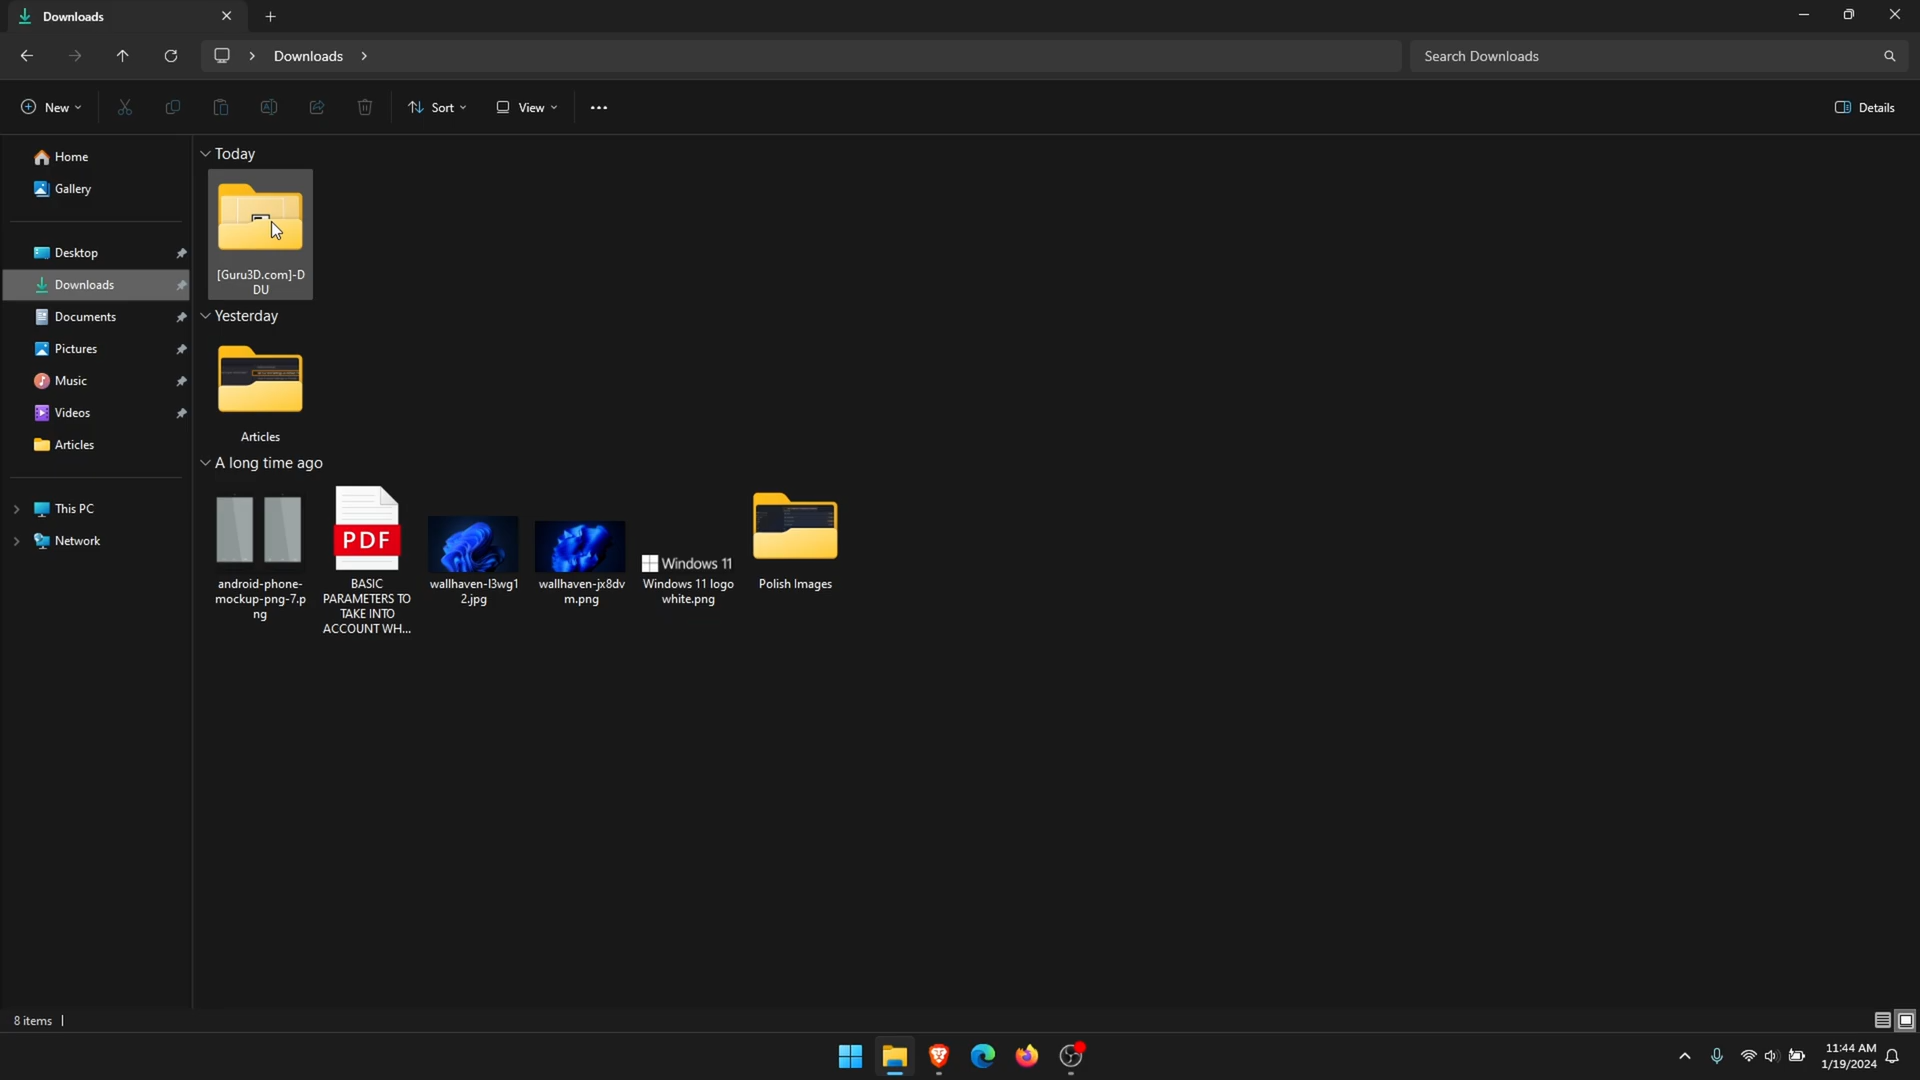 Downloads
Downloads
Search Downloads
New
Sort
View
Details
Home
Gallery
Desktop
Downloads
Documents
Pictures
Music
Videos
Articles
This PC
Network
Today
[Guru3D.com]-D
DU
Yesterday
Articles
A long time ago
android-phone-
mockup-png-7.p
ng
PDF
BASIC
PARAMETERS TO
TAKE INTO
ACCOUNT WH...
wallhaven-l3wg1
2.jpg
wallhaven-jx8dv
m.png
Windows 11
Windows 11 logo
white.png
Polish Images
8 items
11:44 AM
1/19/2024